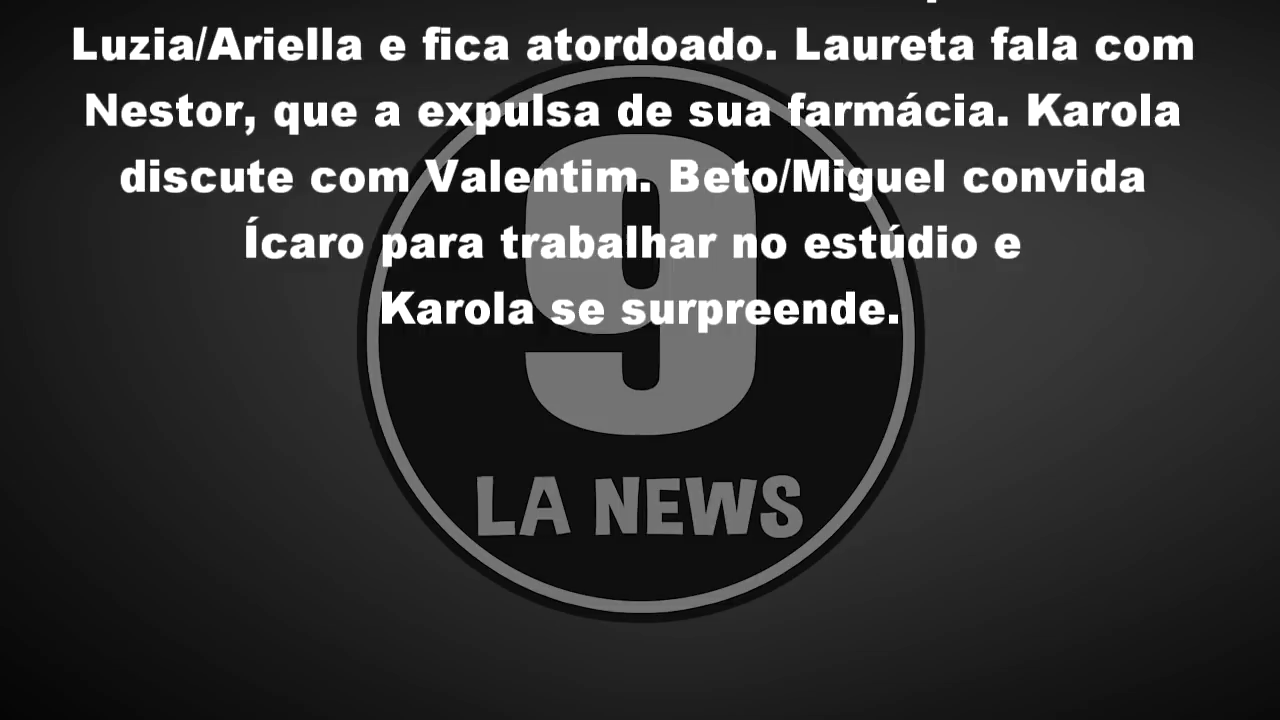 Luzia/Ariella e fica atordoado. Laureta fala com
Nestor, que a expulsa de sua farmácia. Karola
discute com Valentim. Beto/Miguel convida
Ícaro para trabalhar no estúdio e
Karola se surpreende.
9
LA NEWS